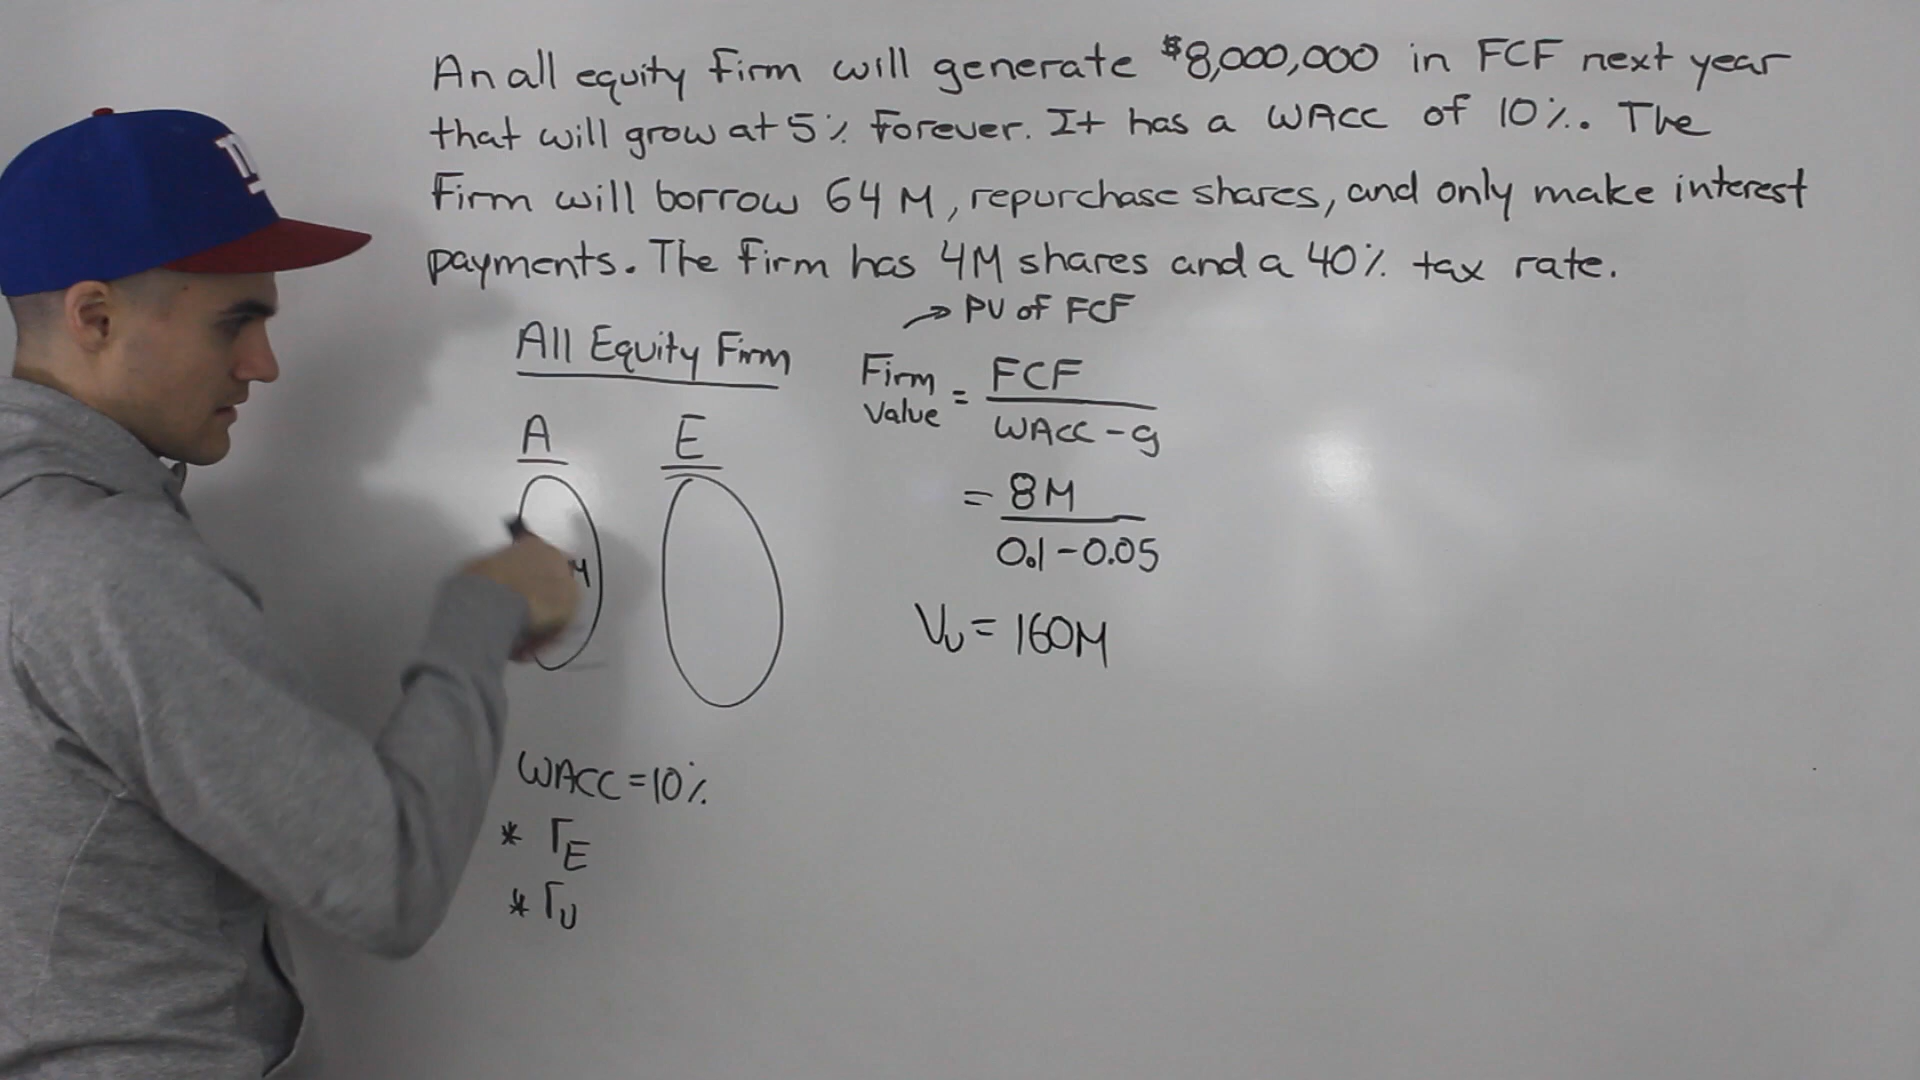 An all equity firm will generate $8,000,000 in FCF next year
that will grow at 5% forever. It has a WACC of 10%. The
firm will borrow 64M, repurchase shares, and only make interest
payments. The firm has 4M shares and a 40% tax rate.
→ PV of FCF
All Equity Firm
A E
Firm Value = FCF / WACC - g
= 8M / 0.1 - 0.05
Vu = 160M
M
WACC = 10%
* rE
* rU
ny